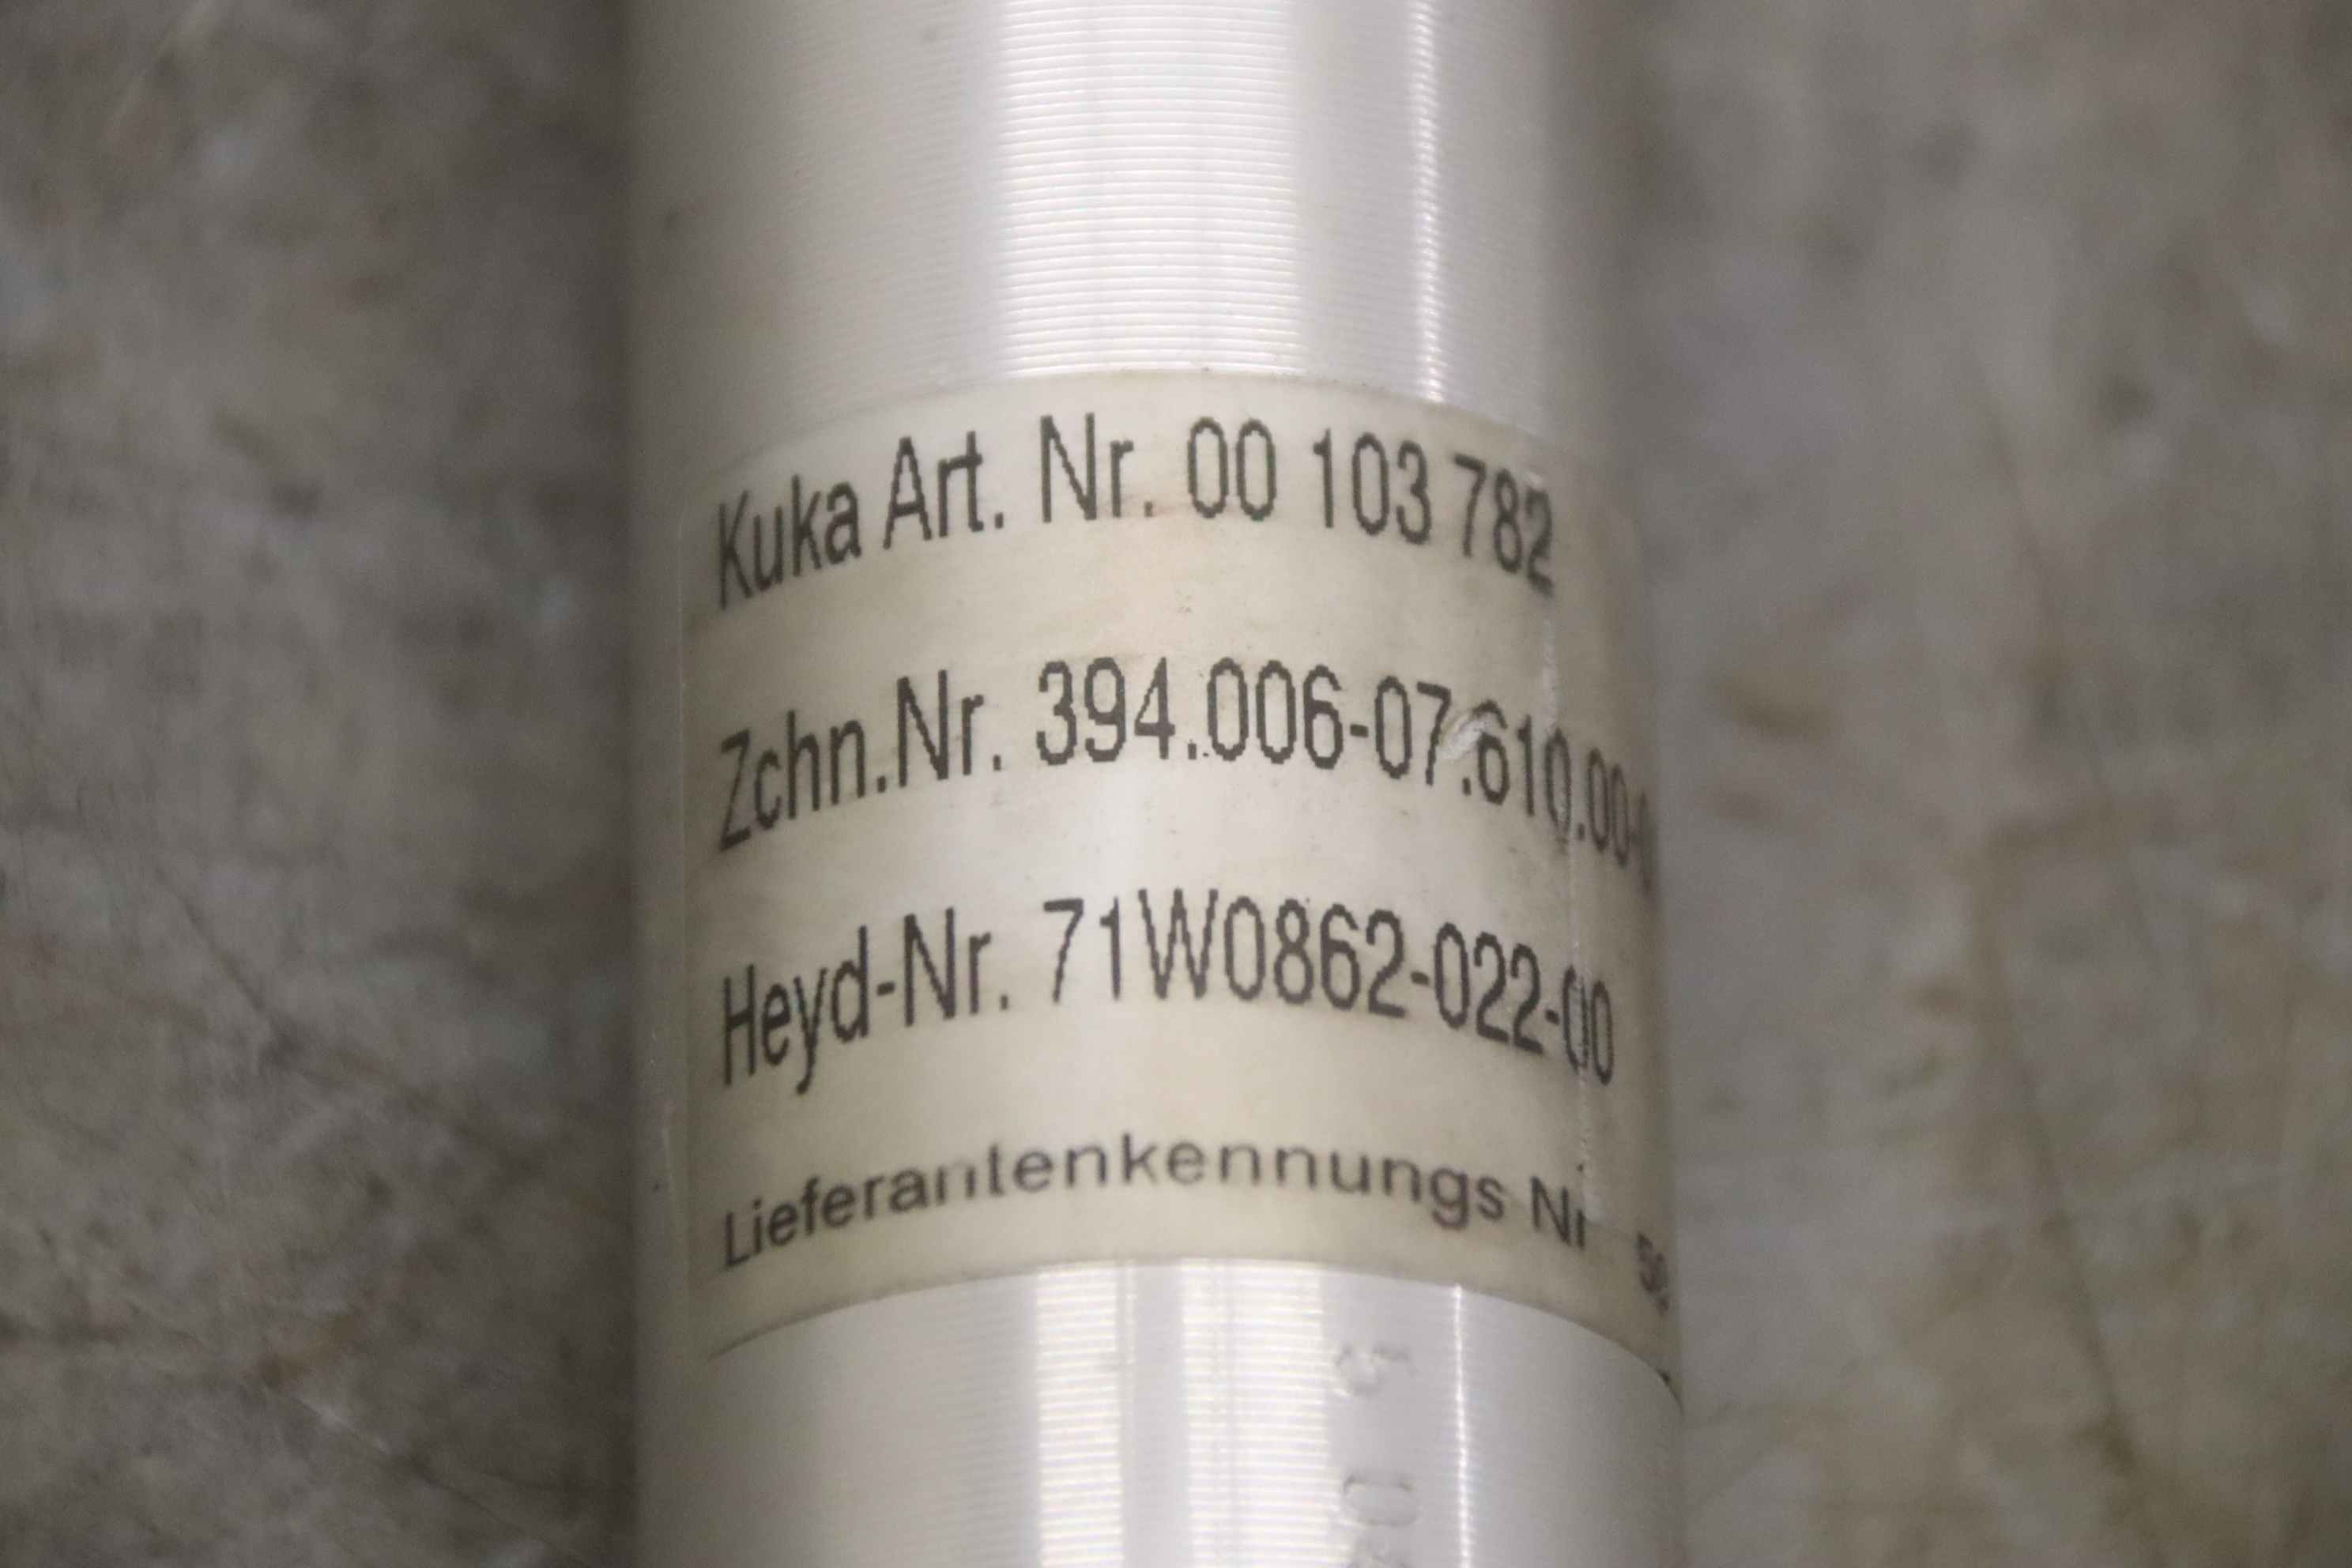 Kuka Art. Nr. 00 103 782
Zchn.Nr. 394.006-07.610.00-
Heyd-Nr. 71W0862-022-00
Lieferantenkennungs Nr